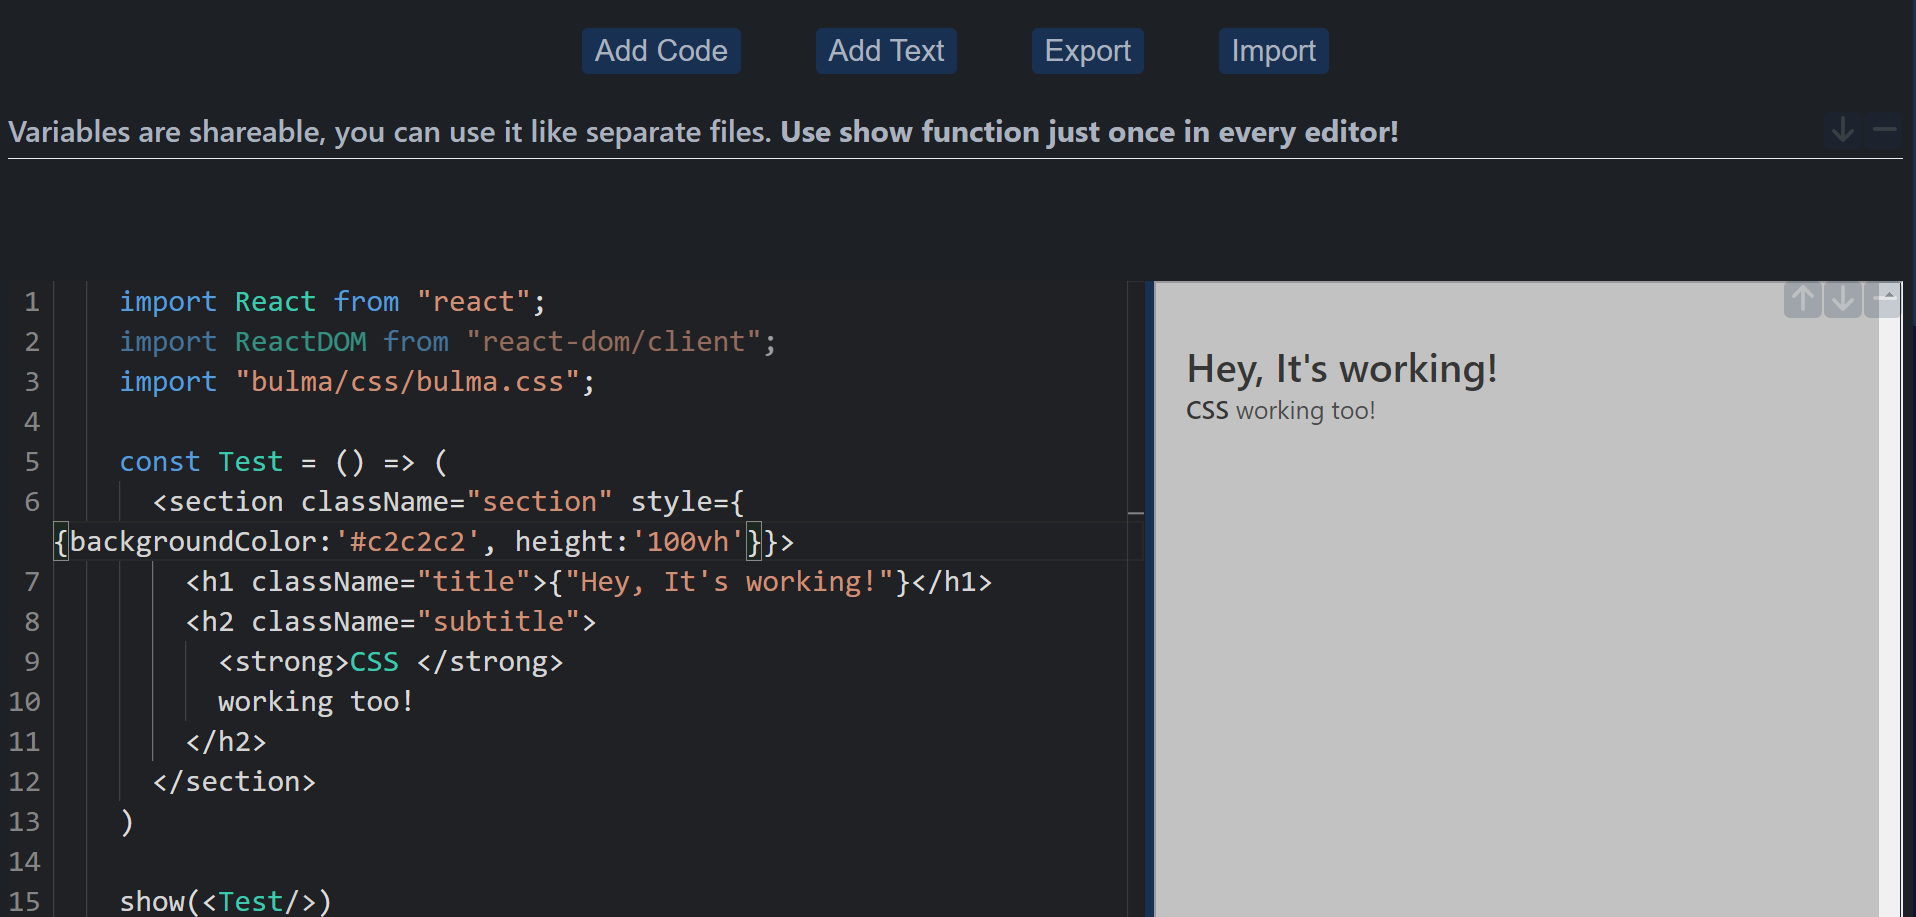 Add Code Add Text Export Import
Variables are shareable, you can use it like separate files. Use show function just once in every editor!
1 import React from "react";
2 import ReactDOM from "react-dom/client";
3 import "bulma/css/bulma.css";
4
5 const Test = () => (
6 <section className="section" style={
{backgroundColor:'#c2c2c2', height:'100vh'}}>
7 <h1 className="title">{"Hey, It's working!"}</h1>
8 <h2 className="subtitle">
9 <strong>CSS </strong>
10 working too!
11 </h2>
12 </section>
13 )
14
15 show(<Test/>)
Hey, It's working!
CSS working too!